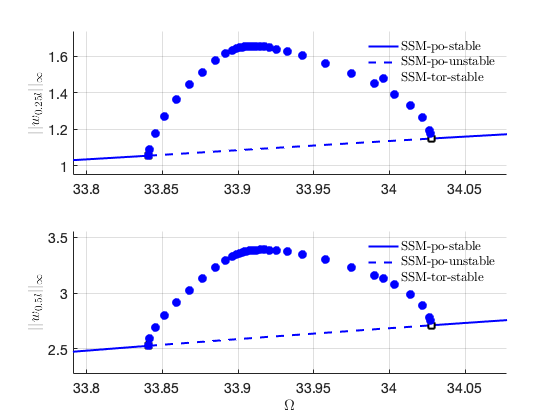 ||w_{0.25l}||_∞
1.6
1.4
1.2
1
SSM-po-stable
SSM-po-unstable
SSM-tor-stable
33.8
33.85
33.9
33.95
34
34.05
||w_{0.5l}||_∞
3.5
3
2.5
SSM-po-stable
SSM-po-unstable
SSM-tor-stable
33.8
33.85
33.9
33.95
34
34.05
Ω